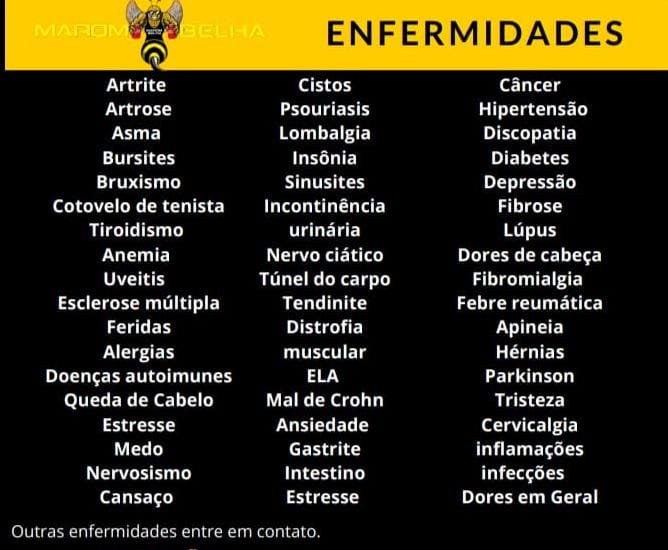 MAROM ABELHA
ENFERMIDADES
Artrite
Artrose
Asma
Bursites
Bruxismo
Cotovelo de tenista
Tiroidismo
Anemia
Uveitis
Esclerose múltipla
Feridas
Alergias
Doenças autoimunes
Queda de Cabelo
Estresse
Medo
Nervosismo
Cansaço
Cistos
Psouriasis
Lombalgia
Insônia
Sinusites
Incontinência
urinária
Nervo ciático
Túnel do carpo
Tendinite
Distrofia
muscular
ELA
Mal de Crohn
Ansiedade
Gastrite
Intestino
Estresse
Câncer
Hipertensão
Discopatia
Diabetes
Depressão
Fibrose
Lúpus
Dores de cabeça
Fibromialgia
Febre reumática
Apineia
Hérnias
Parkinson
Tristeza
Cervicalgia
inflamações
infecções
Dores em Geral
Outras enfermidades entre em contato.